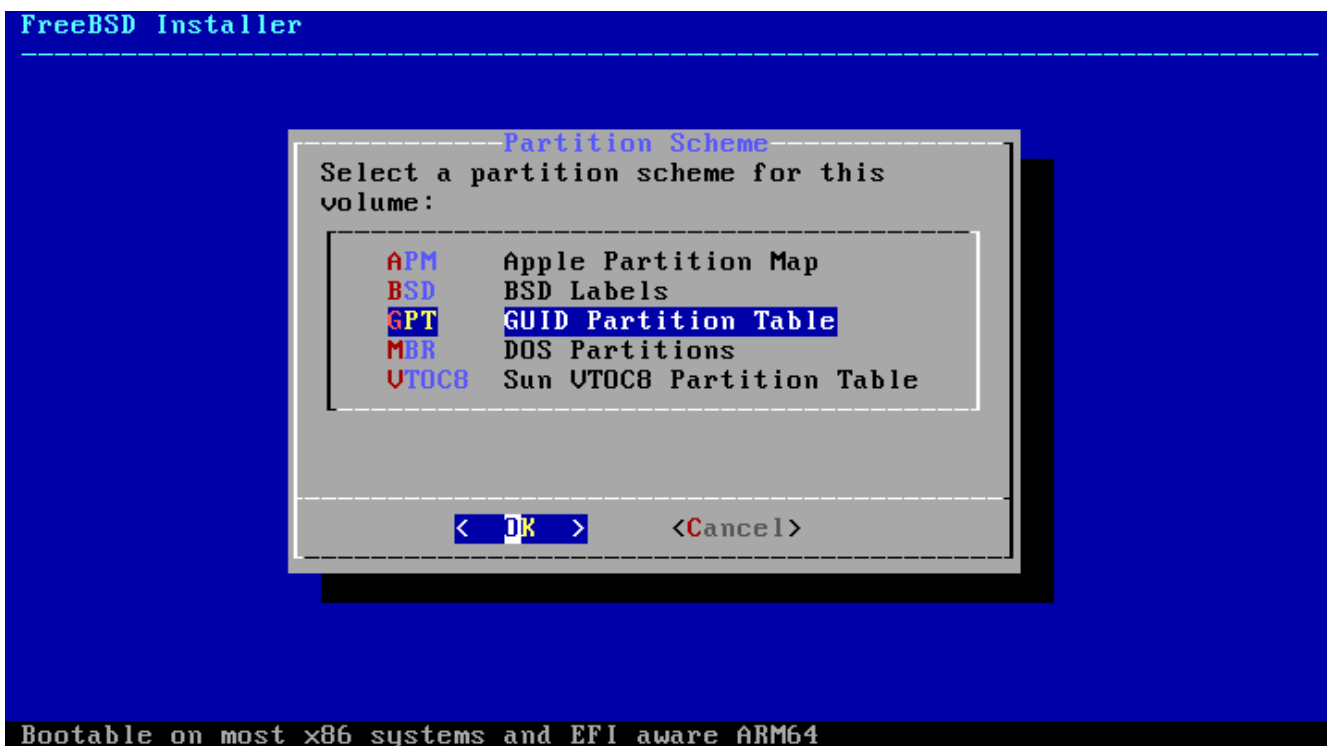 FreeBSD Installer
Partition Scheme
Select a partition scheme for this
volume:
APM Apple Partition Map
BSD BSD Labels
GPT GUID Partition Table
MBR DOS Partitions
VTOC8 Sun VTOC8 Partition Table
< OK > <Cancel>
Bootable on most x86 systems and EFI aware ARM64